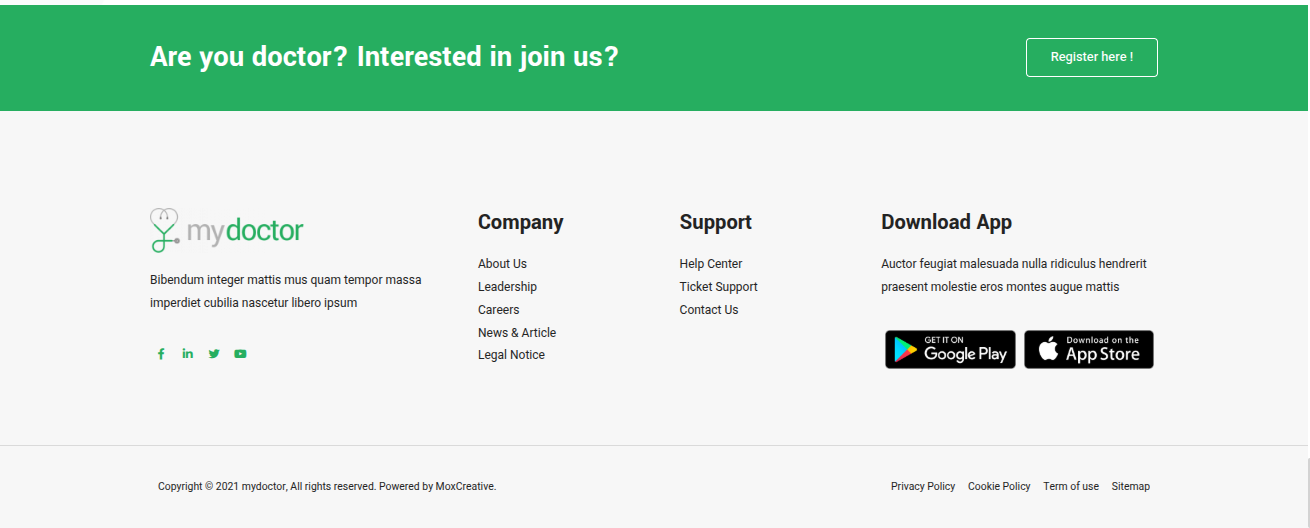 Are you doctor? Interested in join us?
Register here !
mydoctor
Bibendum integer mattis mus quam tempor massa
imperdiet cubilia nascetur libero ipsum
Company
About Us
Leadership
Careers
News & Article
Legal Notice
Support
Help Center
Ticket Support
Contact Us
Download App
Auctor feugiat malesuada nulla ridiculus hendrerit
praesent molestie eros montes augue mattis
GET IT ON
Google Play
Download on the
App Store
Copyright © 2021 mydoctor, All rights reserved. Powered by MoxCreative.
Privacy Policy Cookie Policy Term of use Sitemap